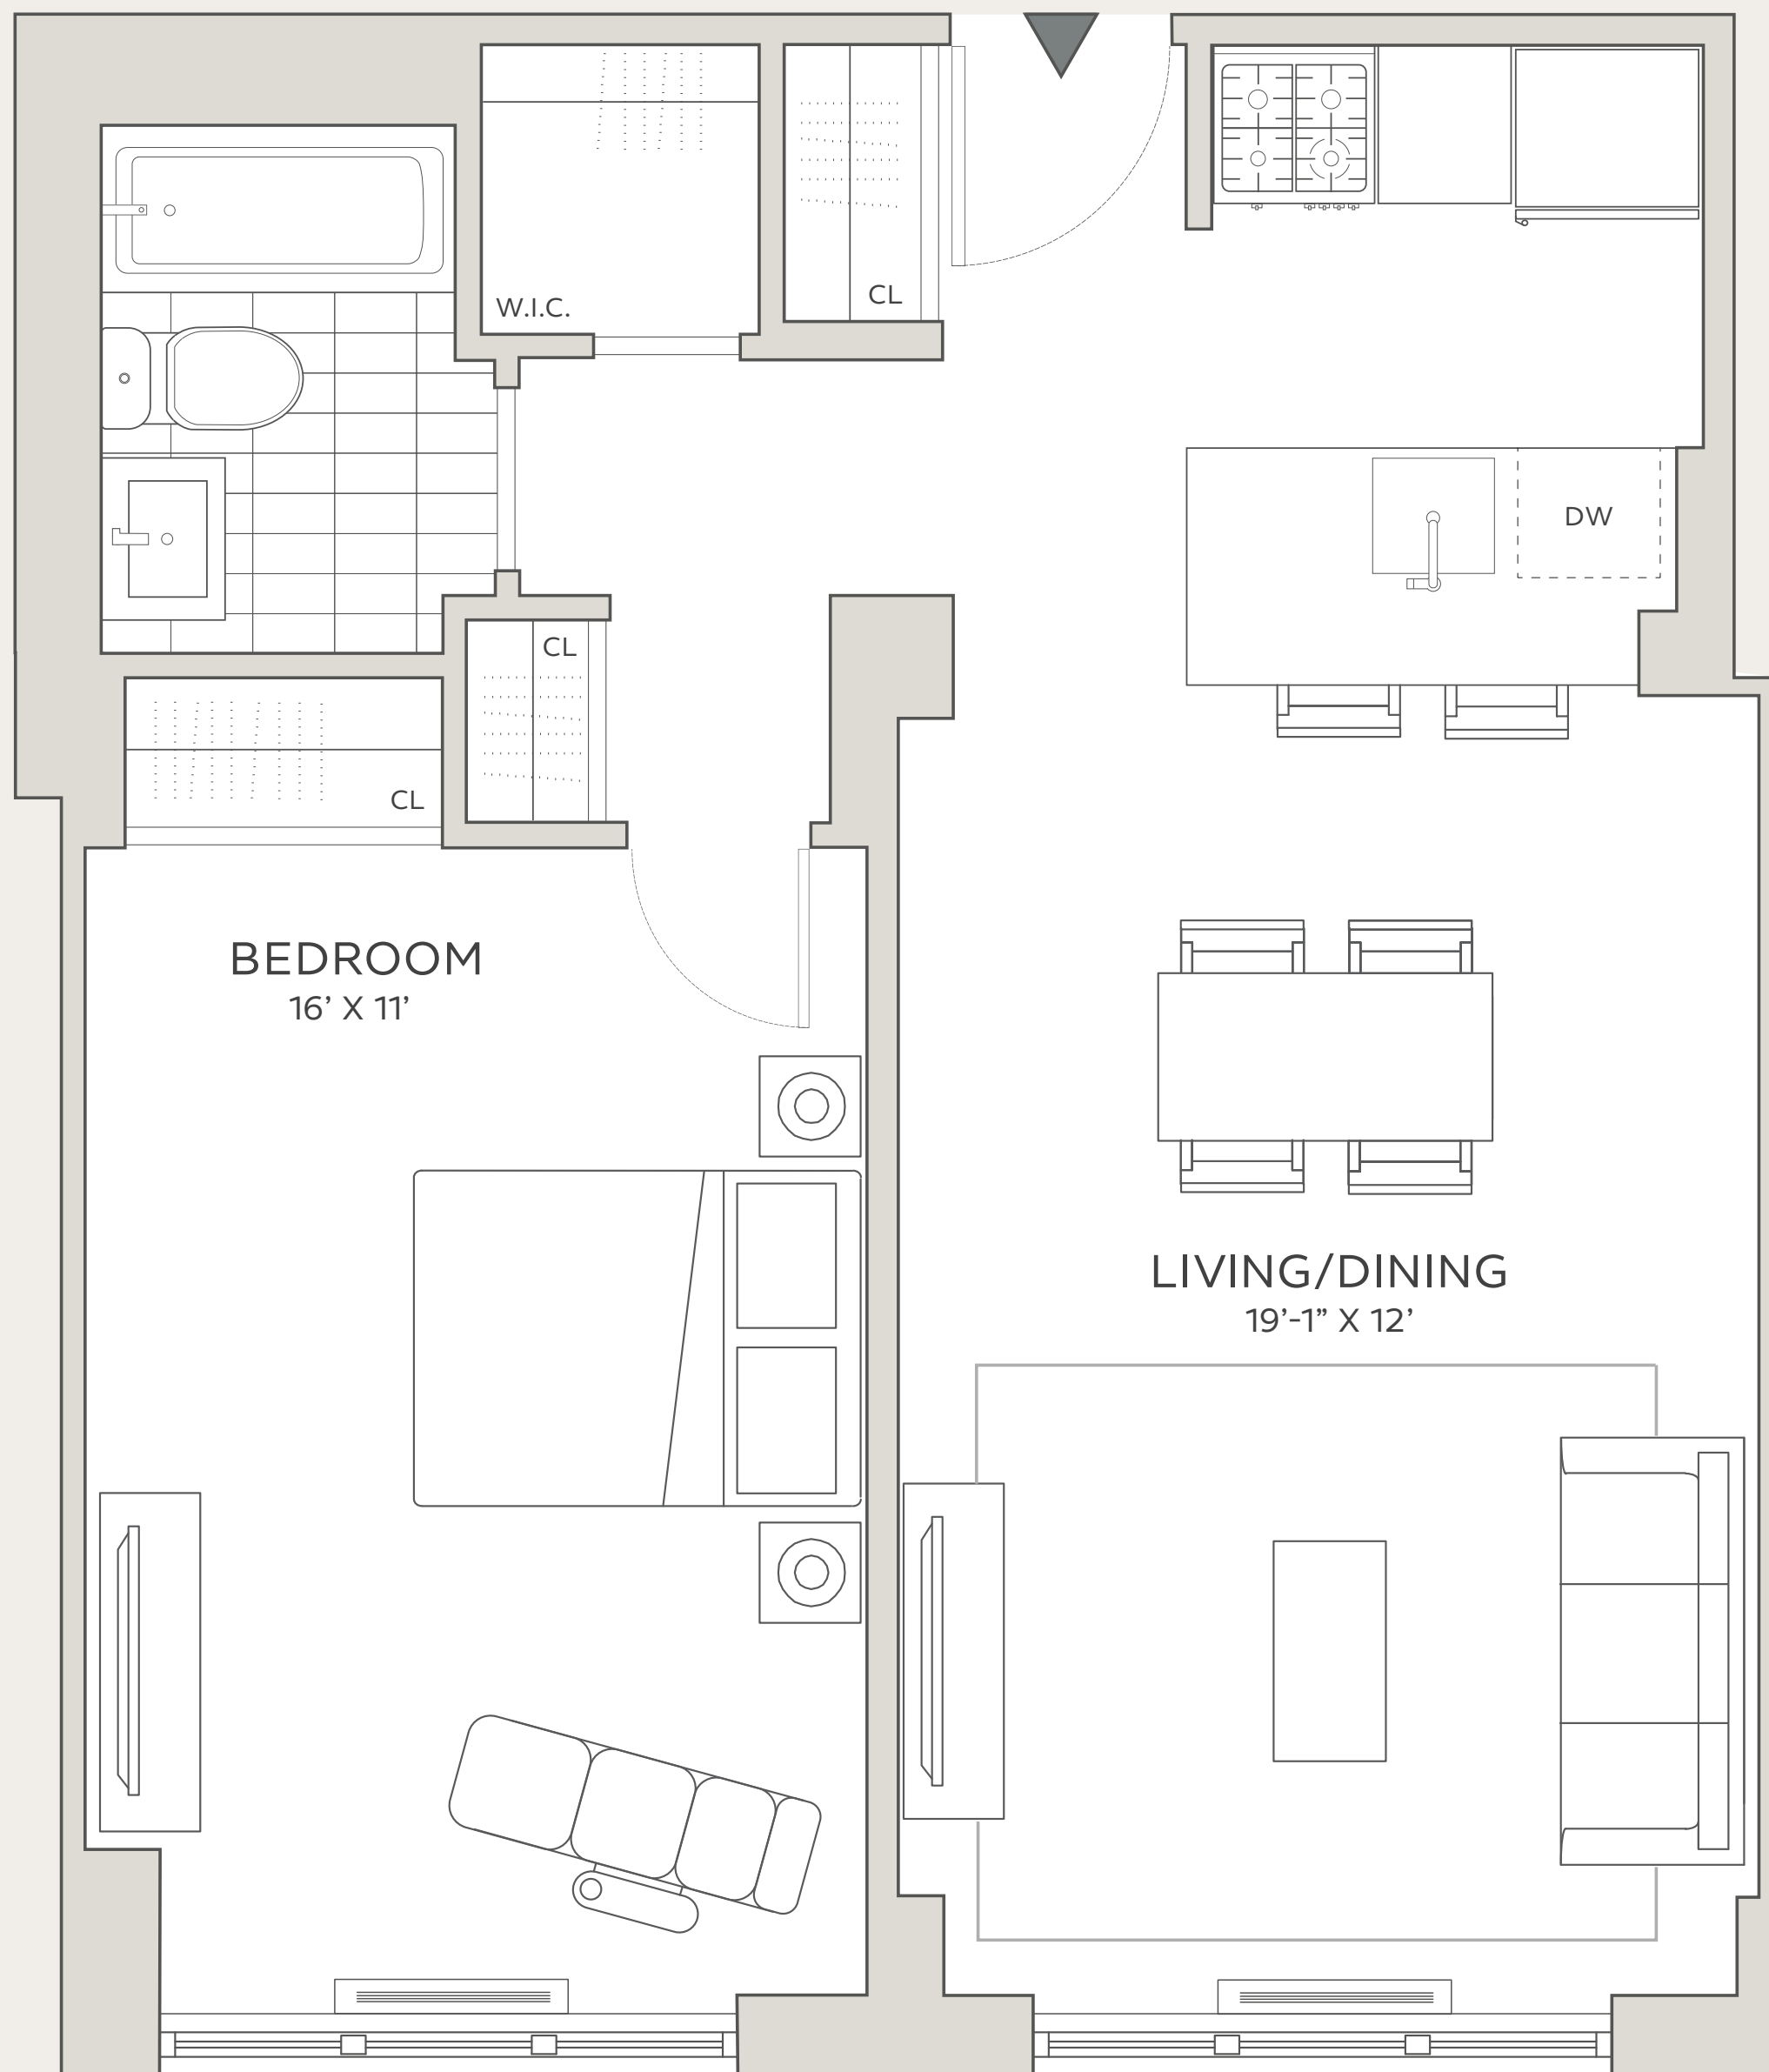 CL
W.I.C.
DW
CL
CL
BEDROOM
16’ X 11’
LIVING/DINING
19’-1” X 12’